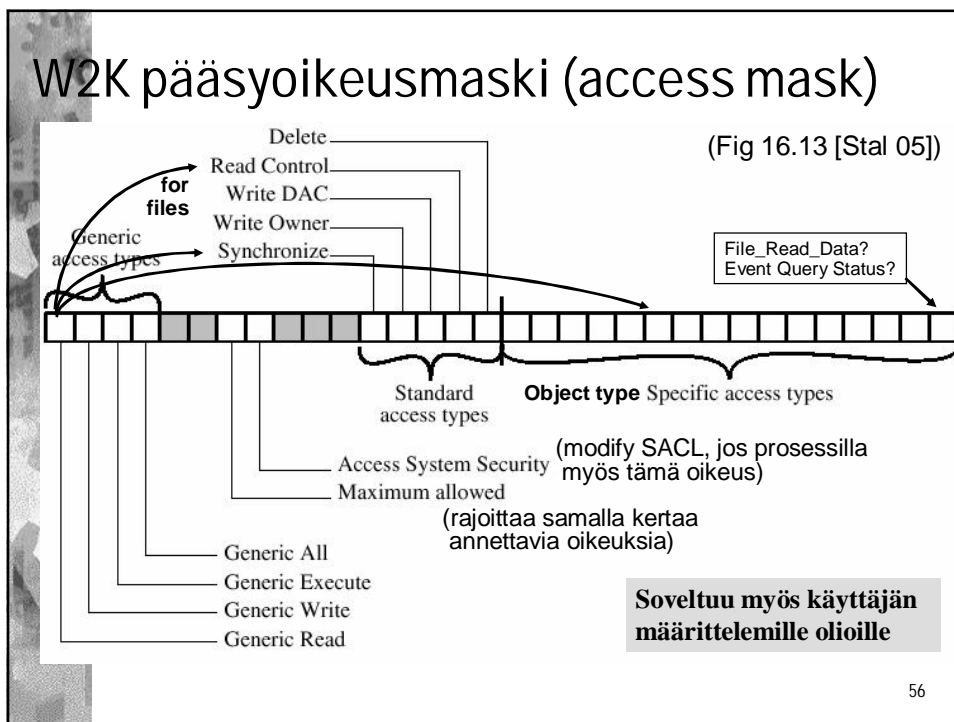 W2K pääsyoikeusmaski (access mask)
(Fig 16.13 [Stal 05])
Delete
Read Control
Write DAC
Write Owner
Synchronize
for
files
Generic
access types
File_Read_Data?
Event Query Status?
Standard
access types
Object type Specific access types
Access System Security
(modify SACL, jos prosessilla
myös tämä oikeus)
Maximum allowed
(rajoittaa samalla kertaa
annettavia oikeuksia)
Generic All
Generic Execute
Generic Write
Generic Read
Soveltuu myös käyttäjän
määrittelemille olioille
56